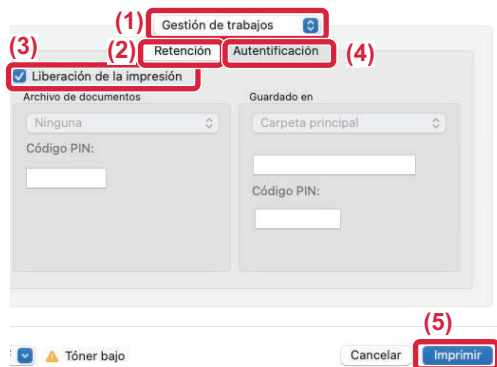 (1)
Gestión de trabajos
(3)
(2)
Retención
Autentificación
(4)
Liberación de la impresión
Archivo de documentos
Guardado en
Ninguna
Carpeta principal
Código PIN:
Código PIN:
(5)
Tóner bajo
Cancelar
Imprimir